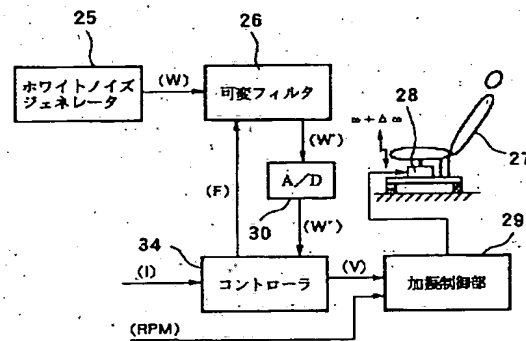 25
26
ホワイトノイズ
ジェネレータ
(W)
可変フィルタ
28
∞+Δ∞
27
(F)
(W')
A/D
30
(W")
29
34
(I)
コントローラ
(V)
加振制御部
(RPM)